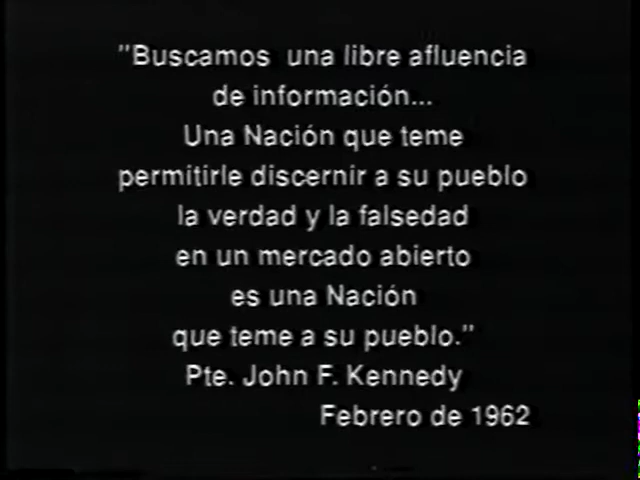 "Buscamos una libre afluencia
de información...
Una Nación que teme
permitirle discernir a su pueblo
la verdad y la falsedad
en un mercado abierto
es una Nación
que teme a su pueblo."
Pte. John F. Kennedy
Febrero de 1962